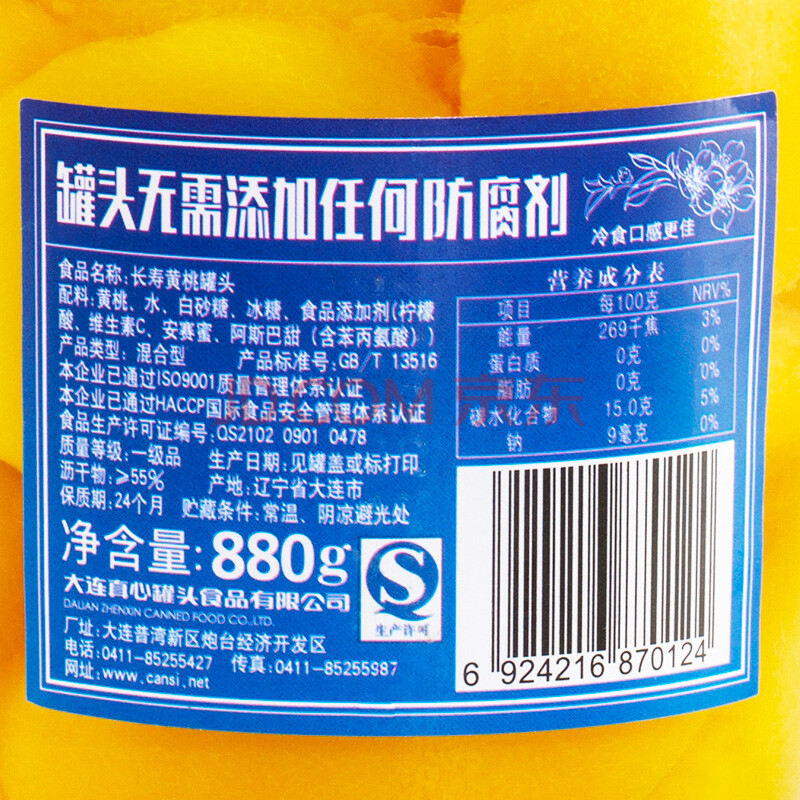 罐头无需添加任何防腐剂
冷食口感更佳
食品名称:长寿黄桃罐头
配料:黄桃、水、白砂糖、冰糖、食品添加剂(柠檬
酸、维生素C、安赛蜜、阿斯巴甜（含苯丙氨酸）)
产品类型: 混合型 产品标准号:GB/T 13516
本企业已通过ISO9001质量管理体系认证
本企业已通过HACCP国际食品安全管理体系认证
食品生产许可证编号:QS2102 0901 0478
质量等级:一级品 生产日期:见罐盖或标打印
沥干物:≥55% 产地:辽宁省大连市
保质期:24个月 贮藏条件:常温、阴凉避光处
净含量:880g
大连真心罐头食品有限公司
DALIAN ZHENXIN CANNED FOOD CO.,LTD.
厂址:大连普湾新区炮台经济开发区
电话:0411-85255427 传真:0411-85255987
网址:www.cansi.net
生产许可
营养成分表
项目 每100克 NRV%
能量 269千焦 3%
蛋白质 0克 0%
脂肪 0克 0%
碳水化合物 15.0克 5%
钠 9毫克 0%
6 924216 870124
JD.COM 京东